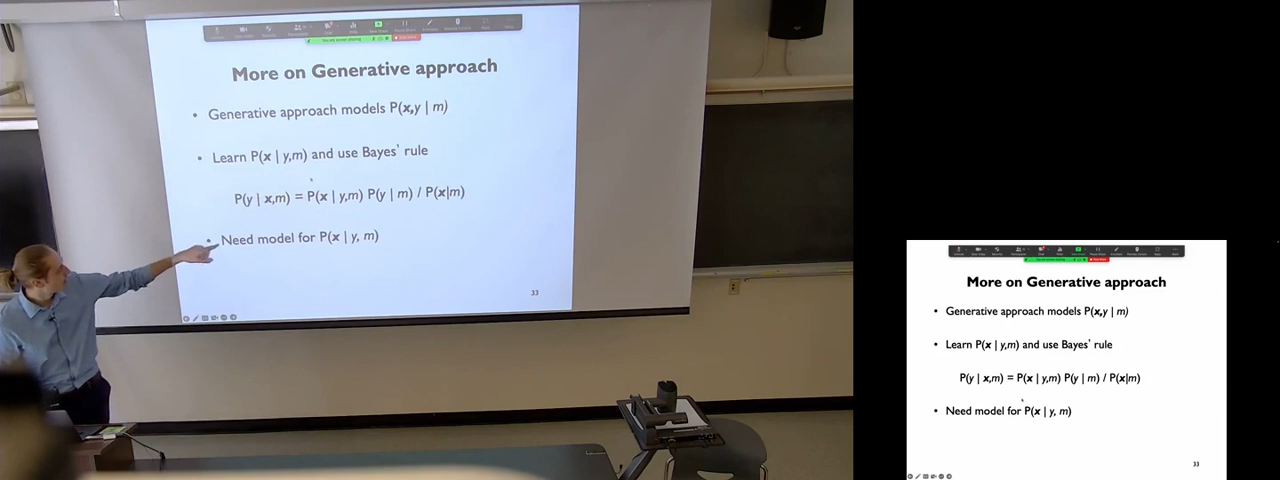 More on Generative approach
• Generative approach models P(x,y | m)
• Learn P(x | y,m) and use Bayes' rule
P(y | x,m) = P(x | y,m) P(y | m) / P(x|m)
• Need model for P(x | y, m)
33
More on Generative approach
• Generative approach models P(x,y | m)
• Learn P(x | y,m) and use Bayes' rule
P(y | x,m) = P(x | y,m) P(y | m) / P(x|m)
• Need model for P(x | y, m)
33